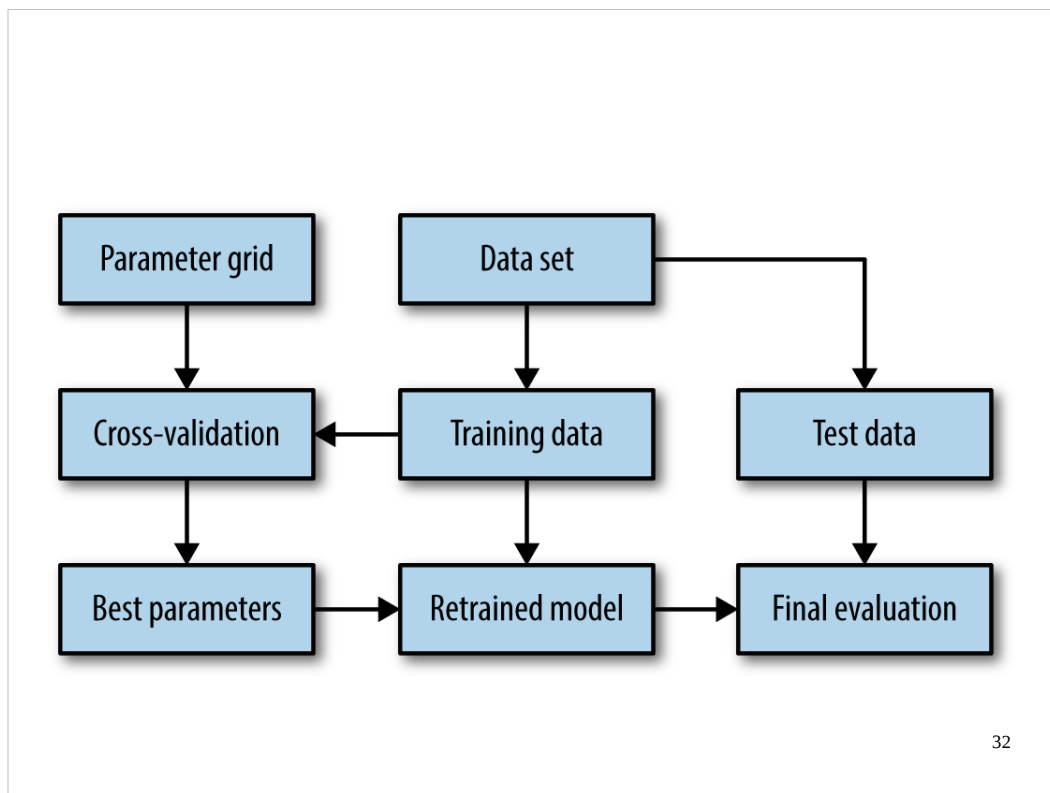 Parameter grid
Data set
Cross-validation
Training data
Test data
Best parameters
Retrained model
Final evaluation
32